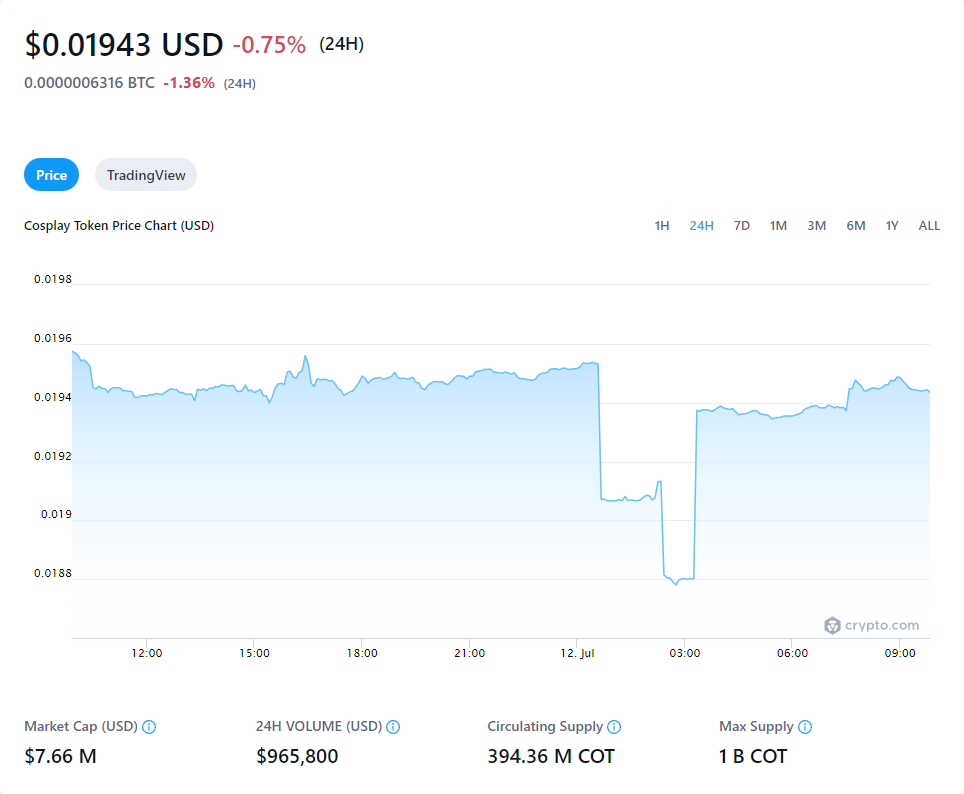 $0.01943 USD -0.75% (24H)
0.0000006316 BTC -1.36% (24H)
Price TradingView
Cosplay Token Price Chart (USD) 1H 24H 7D 1M 3M 6M 1Y ALL
0.0198
0.0196
0.0194
0.0192
0.019
0.0188
crypto.com
12:00 15:00 18:00 21:00 12. Jul 03:00 06:00 09:00
Market Cap (USD) 24H VOLUME (USD) Circulating Supply Max Supply
$7.66 M $965,800 394.36 M COT 1 B COT